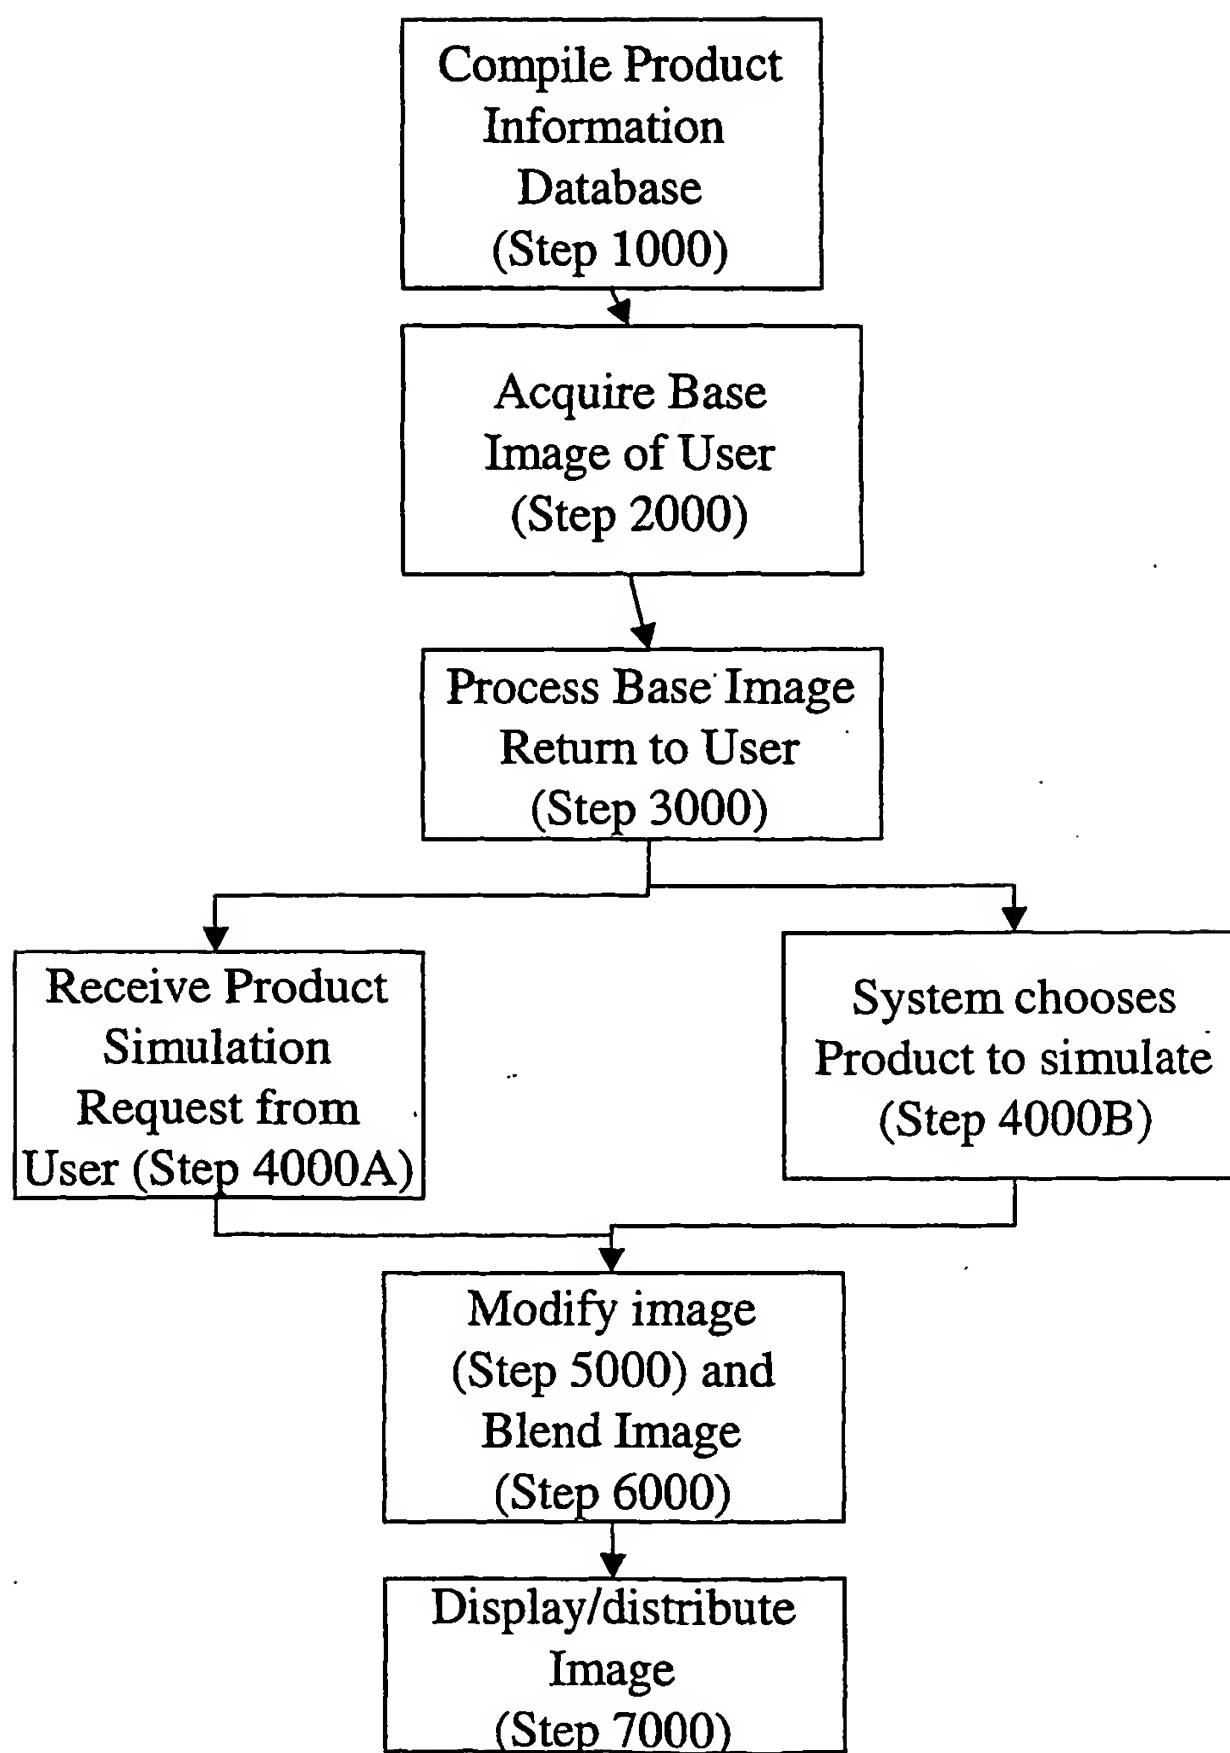 Compile Product
Information
Database
(Step 1000)
Acquire Base
Image of User
(Step 2000)
Process Base Image
Return to User
(Step 3000)
Receive Product
Simulation
Request from
User (Step 4000A)
System chooses
Product to simulate
(Step 4000B)
Modify image
(Step 5000) and
Blend Image
(Step 6000)
Display/distribute
Image
(Step 7000)